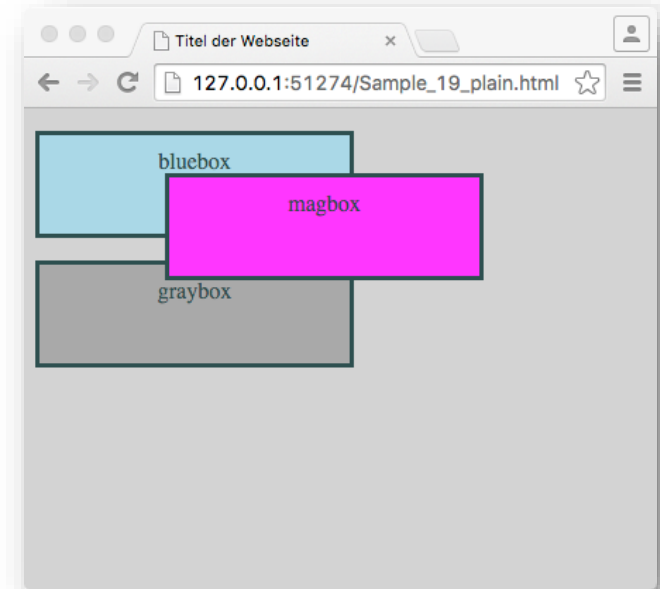 Titel der Webseite
127.0.0.1:51274/Sample_19_plain.html
bluebox
magbox
graybox